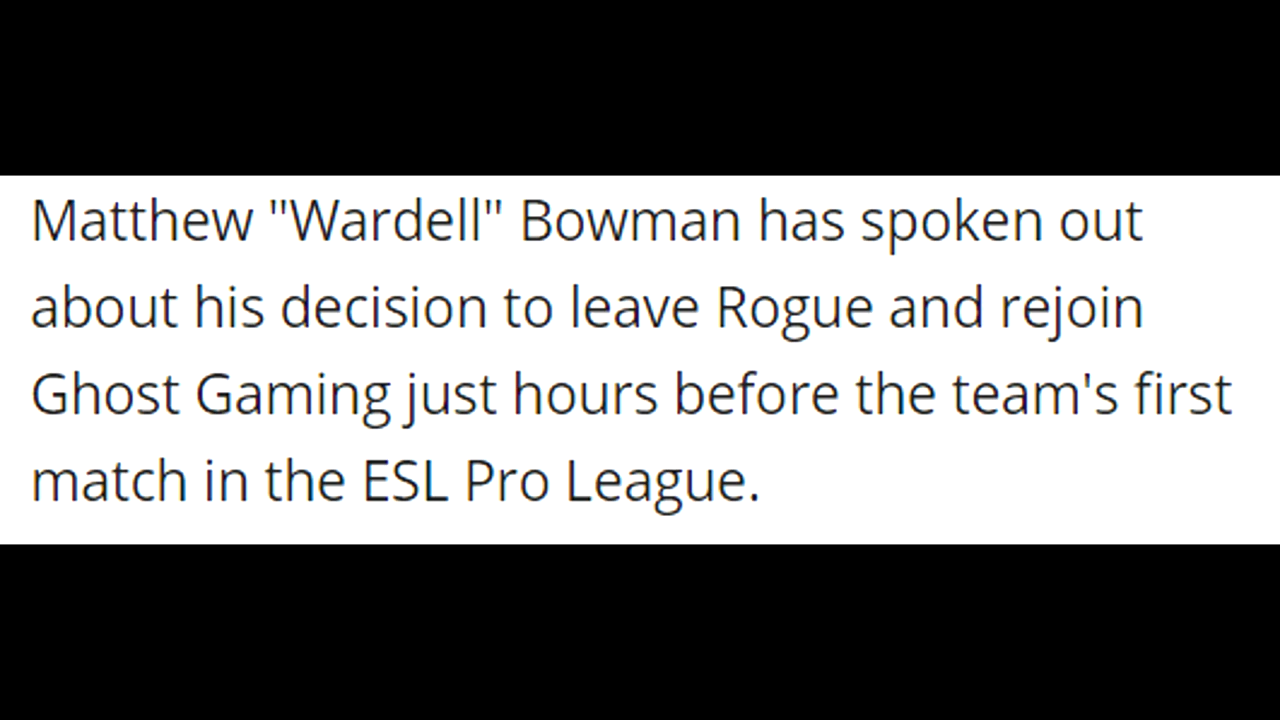 Matthew "Wardell" Bowman has spoken out
about his decision to leave Rogue and rejoin
Ghost Gaming just hours before the team's first
match in the ESL Pro League.